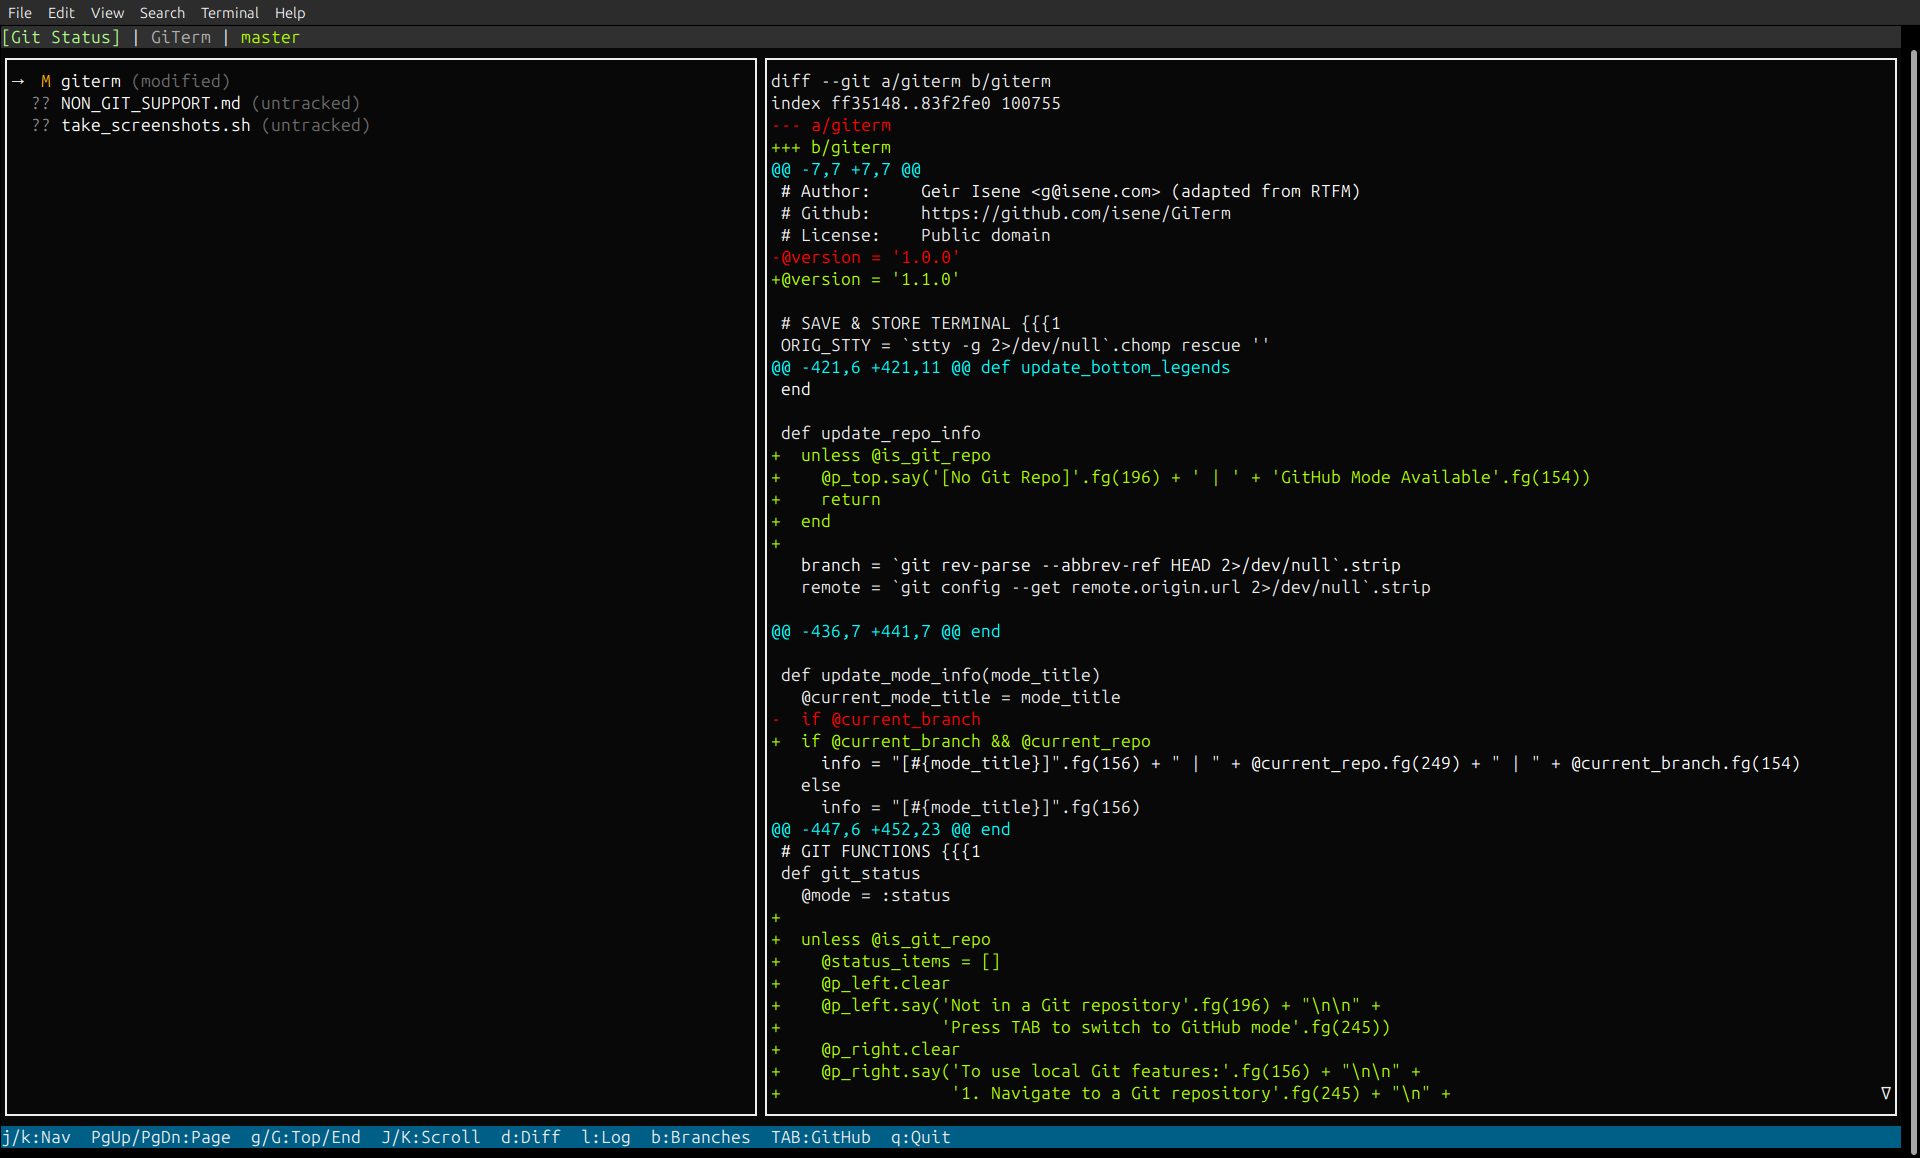 File Edit View Search Terminal Help
[Git Status] | GiTerm | master
→  M giterm (modified)
  ?? NON_GIT_SUPPORT.md (untracked)
  ?? take_screenshots.sh (untracked)
diff --git a/giterm b/giterm
index ff35148..83f2fe0 100755
--- a/giterm
+++ b/giterm
@@ -7,7 +7,7 @@
 # Author:     Geir Isene <g@isene.com> (adapted from RTFM)
 # Github:     https://github.com/isene/GiTerm
 # License:    Public domain
-@version = '1.0.0'
+@version = '1.1.0'
 # SAVE & STORE TERMINAL {{{1
 ORIG_STTY = `stty -g 2>/dev/null`.chomp rescue ''
@@ -421,6 +421,11 @@ def update_bottom_legends
 end
 def update_repo_info
+  unless @is_git_repo
+    @p_top.say('[No Git Repo]'.fg(196) + ' | ' + 'GitHub Mode Available'.fg(154))
+    return
+  end
+
   branch = `git rev-parse --abbrev-ref HEAD 2>/dev/null`.strip
   remote = `git config --get remote.origin.url 2>/dev/null`.strip
@@ -436,7 +441,7 @@ end
 def update_mode_info(mode_title)
   @current_mode_title = mode_title
-  if @current_branch
+  if @current_branch && @current_repo
     info = "[#{mode_title}]".fg(156) + " | " + @current_repo.fg(249) + " | " + @current_branch.fg(154)
   else
     info = "[#{mode_title}]".fg(156)
@@ -447,6 +452,23 @@ end
 # GIT FUNCTIONS {{{1
 def git_status
   @mode = :status
+
+  unless @is_git_repo
+    @status_items = []
+    @p_left.clear
+    @p_left.say('Not in a Git repository'.fg(196) + "\n\n" +
+                'Press TAB to switch to GitHub mode'.fg(245))
+    @p_right.clear
+    @p_right.say('To use local Git features:'.fg(156) + "\n\n" +
+                 '1. Navigate to a Git repository'.fg(245) + "\n" +
∇
j/k:Nav  PgUp/PgDn:Page  g/G:Top/End  J/K:Scroll  d:Diff  l:Log  b:Branches  TAB:GitHub  q:Quit